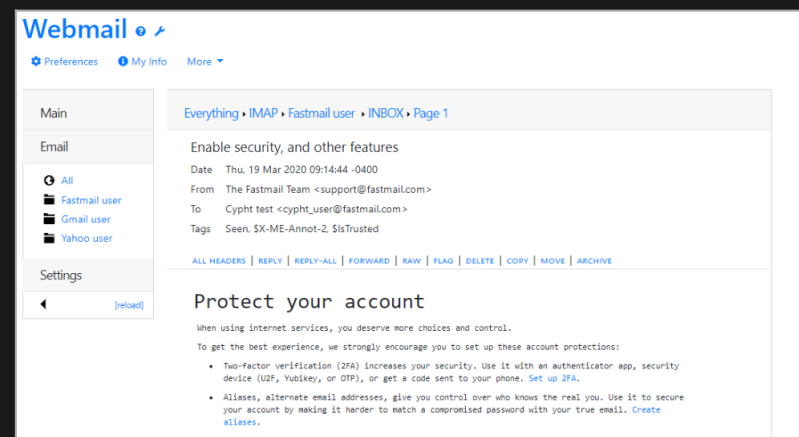 Webmail
Preferences My Info More
Main
Email
All
Fastmail user
Gmail user
Yahoo user
Settings
[reload]
Everything › IMAP › Fastmail user › INBOX › Page 1
Enable security, and other features
Date Thu, 19 Mar 2020 09:14:44 -0400
From The Fastmail Team <support@fastmail.com>
To Cypht test <cypht_user@fastmail.com>
Tags Seen, $X-ME-Annot-2, $IsTrusted
ALL HEADERS | REPLY | REPLY-ALL | FORWARD | RAW | FLAG | DELETE | COPY | MOVE | ARCHIVE
Protect your account
When using internet services, you deserve more choices and control.
To get the best experience, we strongly encourage you to set up these account protections:
• Two-factor verification (2FA) increases your security. Use it with an authenticator app, security
device (U2F, Yubikey, or OTP), or get a code sent to your phone. Set up 2FA.
• Aliases, alternate email addresses, give you control over who knows the real you. Use it to secure
your account by making it harder to match a compromised password with your true email. Create
aliases.